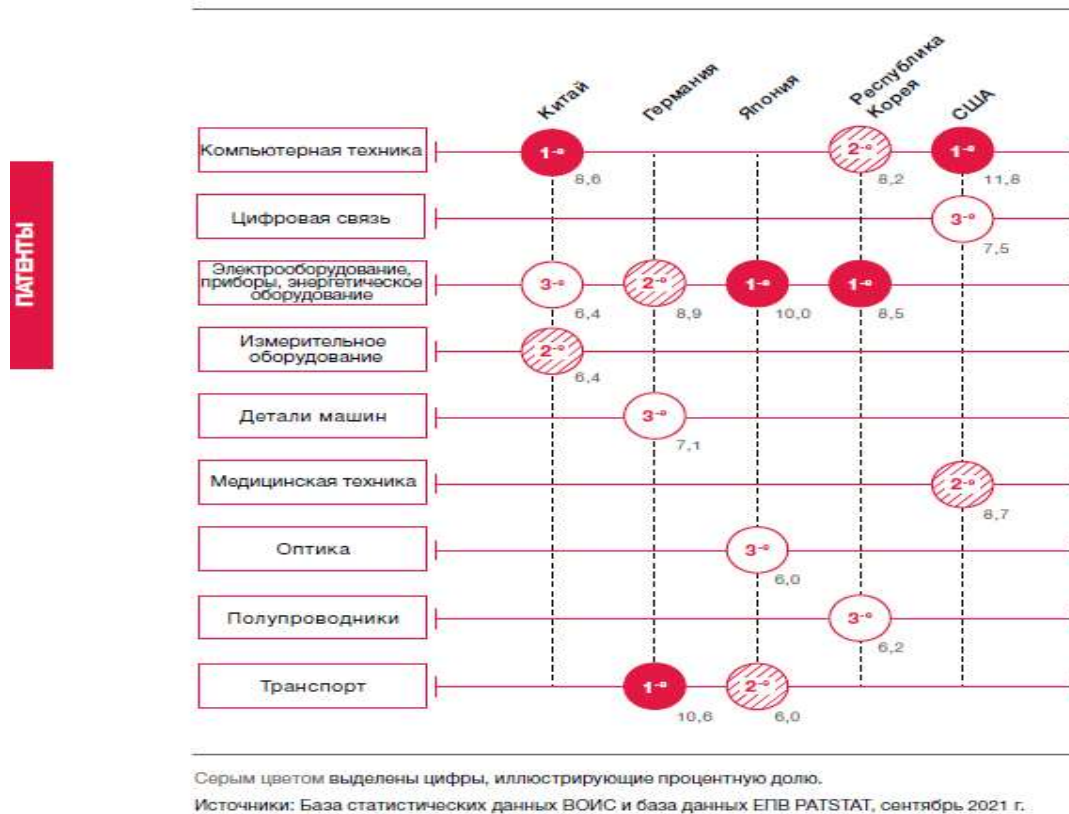 ПАТЕНТЫ
Китай
Германия
Япония
Республика
Корея
США
Компьютерная техника
1-о
2-о
1-о
8,6
8,2
11,8
Цифровая связь
3-о
7,5
Электрооборудование,
приборы, энергетическое
оборудование
3-о
2-о
1-о
1-о
6,4
8,9
10,0
8,5
Измерительное
оборудование
2-о
6,4
Детали машин
3-о
7,1
Медицинская техника
2-о
8,7
Оптика
3-о
6,0
Полупроводники
3-о
6,2
Транспорт
1-о
2-о
10,6
6,0
Серым цветом выделены цифры, иллюстрирующие процентную долю.
Источники: База статистических данных ВОИС и база данных ЕПВ PATSTAT, сентябрь 2021 г.